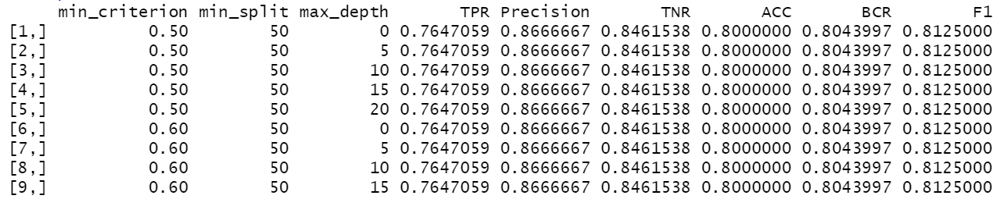 min_criterion min_split max_depth TPR Precision TNR ACC BCR F1
[1,] 0.50 50 0 0.7647059 0.8666667 0.8461538 0.8000000 0.8043997 0.8125000
[2,] 0.50 50 5 0.7647059 0.8666667 0.8461538 0.8000000 0.8043997 0.8125000
[3,] 0.50 50 10 0.7647059 0.8666667 0.8461538 0.8000000 0.8043997 0.8125000
[4,] 0.50 50 15 0.7647059 0.8666667 0.8461538 0.8000000 0.8043997 0.8125000
[5,] 0.50 50 20 0.7647059 0.8666667 0.8461538 0.8000000 0.8043997 0.8125000
[6,] 0.60 50 0 0.7647059 0.8666667 0.8461538 0.8000000 0.8043997 0.8125000
[7,] 0.60 50 5 0.7647059 0.8666667 0.8461538 0.8000000 0.8043997 0.8125000
[8,] 0.60 50 10 0.7647059 0.8666667 0.8461538 0.8000000 0.8043997 0.8125000
[9,] 0.60 50 15 0.7647059 0.8666667 0.8461538 0.8000000 0.8043997 0.8125000